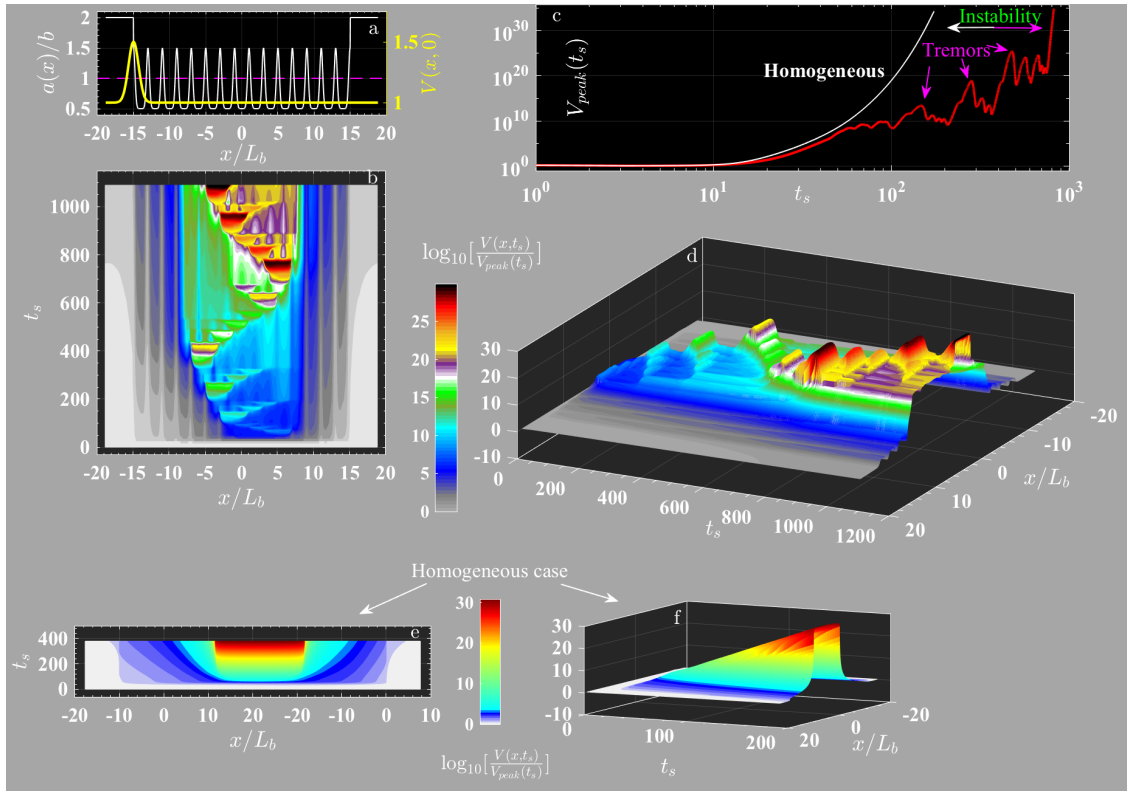 a
a(x)/b
2
1.5
1
0.5
1.5
1
V(x,0)
-20 -15 -10 -5 0 5 10 15 20
x/L_b
c
V_peak(t_s)
10^30
10^20
10^10
10^0
Instability
Tremors
Homogeneous
10^0 10^1 10^2 10^3
t_s
b
t_s
1000
800
600
400
200
0
-20 -15 -10 -5 0 5 10 15 20
x/L_b
log_10[V(x,t_s)/V_peak(t_s)]
25
20
15
10
5
0
d
30
20
10
0
-10
0 200 400 600 800 1000 1200
t_s
20 10 0 -10 -20
x/L_b
Homogeneous case
e
t_s
400
200
0
-20 -15 -10 0 10 -20 -10 0 10
x/L_b
30
20
10
0
log_10[V(x,t_s)/V_peak(t_s)]
f
30
20
10
0
-10
0 100 200
t_s
20 0 -20
x/L_b